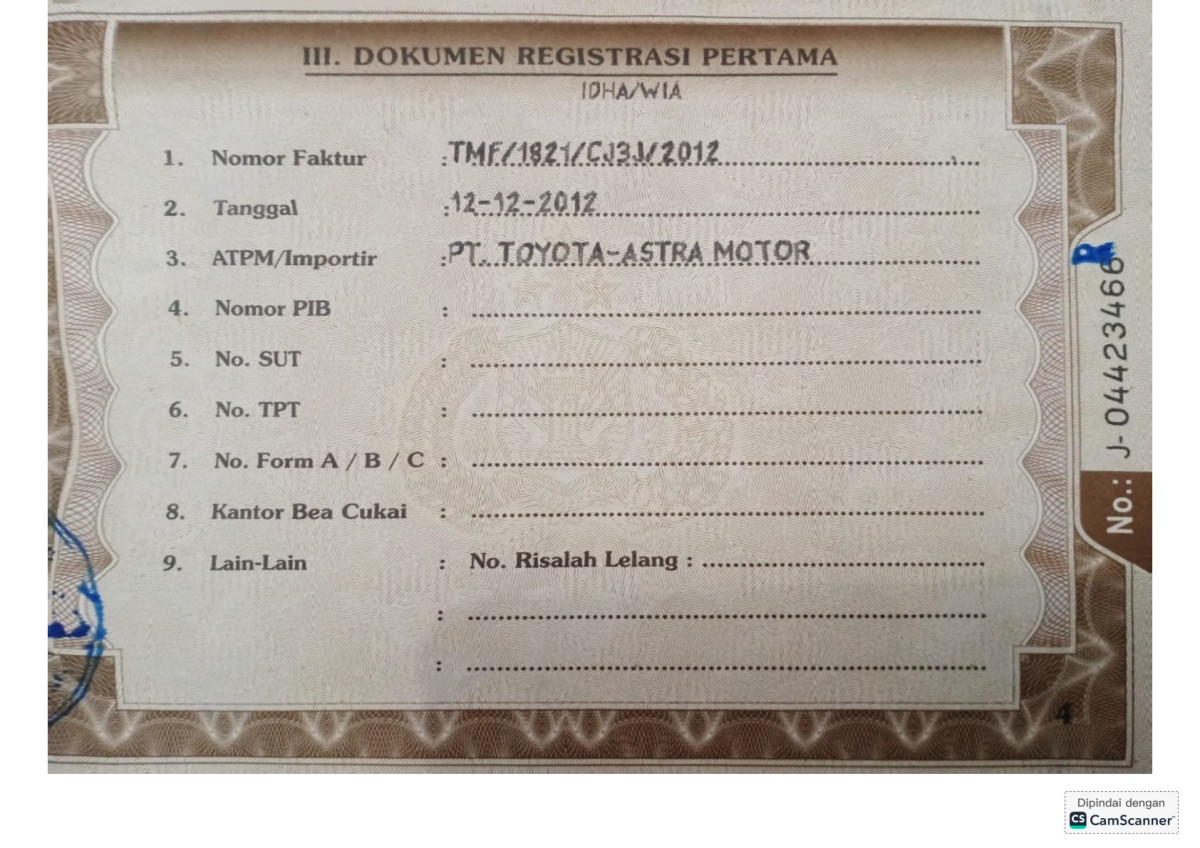 III. DOKUMEN REGISTRASI PERTAMA
IDHA/WIA
1. Nomor Faktur : TMF/1821/CJ3J/2012
2. Tanggal : 12-12-2012
3. ATPM/Importir : PT. TOYOTA-ASTRA MOTOR
4. Nomor PIB :
5. No. SUT :
6. No. TPT :
7. No. Form A / B / C :
8. Kantor Bea Cukai :
9. Lain-Lain : No. Risalah Lelang :
:
:
No.: J-04423466
4
Dipindai dengan
CS CamScanner